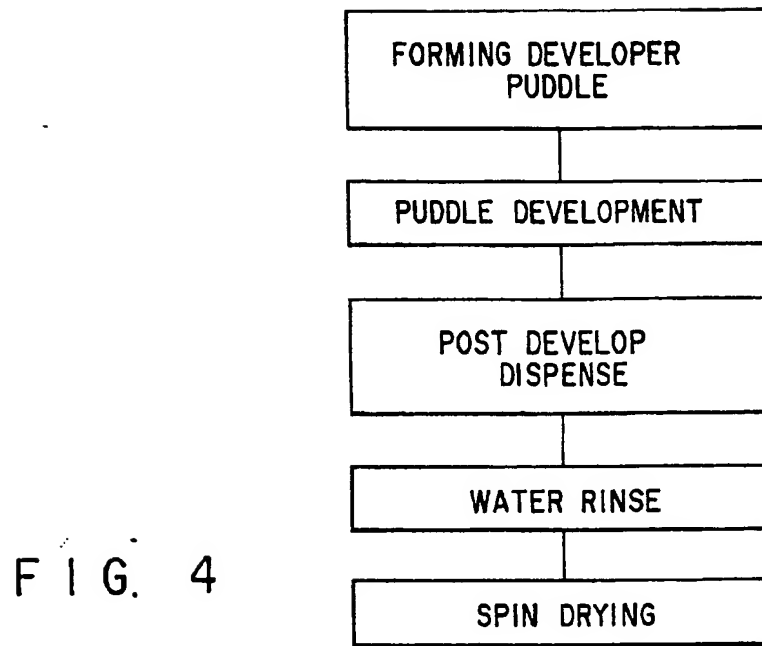 FORMING DEVELOPER
PUDDLE
PUDDLE DEVELOPMENT
POST DEVELOP
DISPENSE
WATER RINSE
SPIN DRYING
FIG. 4